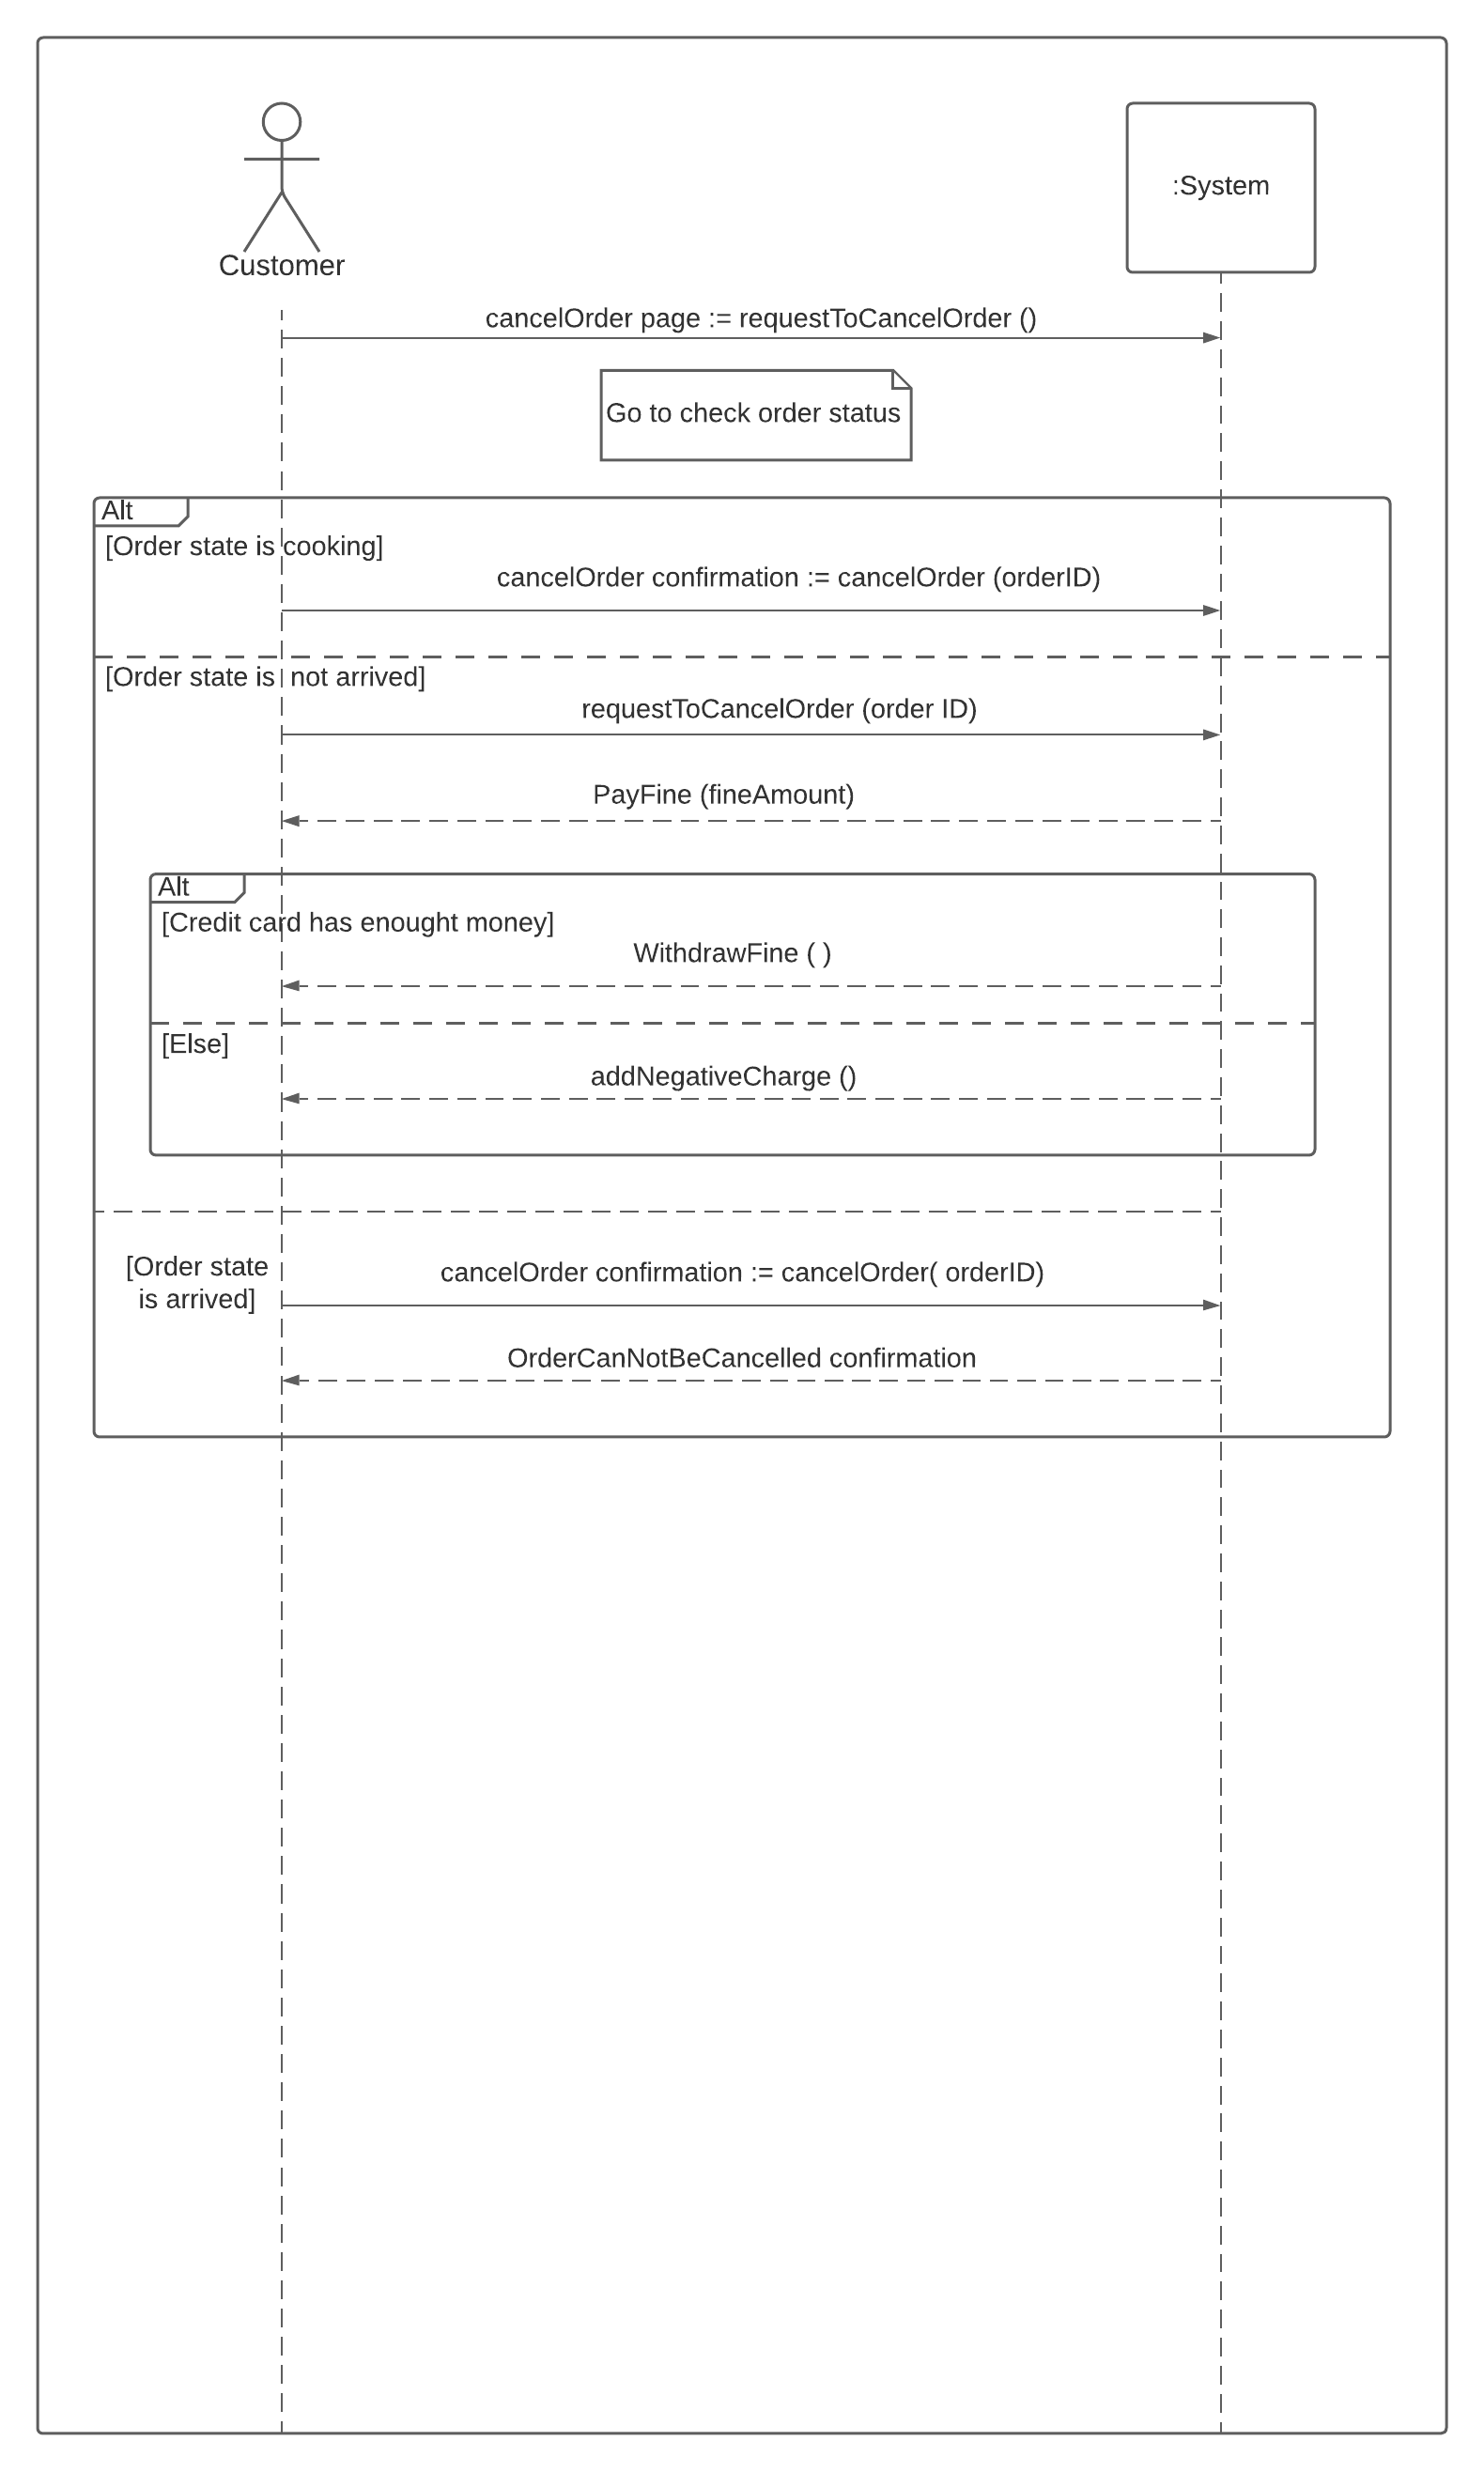 Customer
:System
cancelOrder page := requestToCancelOrder ()
Go to check order status
Alt
[Order state is cooking]
cancelOrder confirmation := cancelOrder (orderID)
[Order state is  not arrived]
requestToCancelOrder (order ID)
PayFine (fineAmount)
Alt
[Credit card has enought money]
WithdrawFine ( )
[Else]
addNegativeCharge ()
[Order state
is arrived]
cancelOrder confirmation := cancelOrder( orderID)
OrderCanNotBeCancelled confirmation